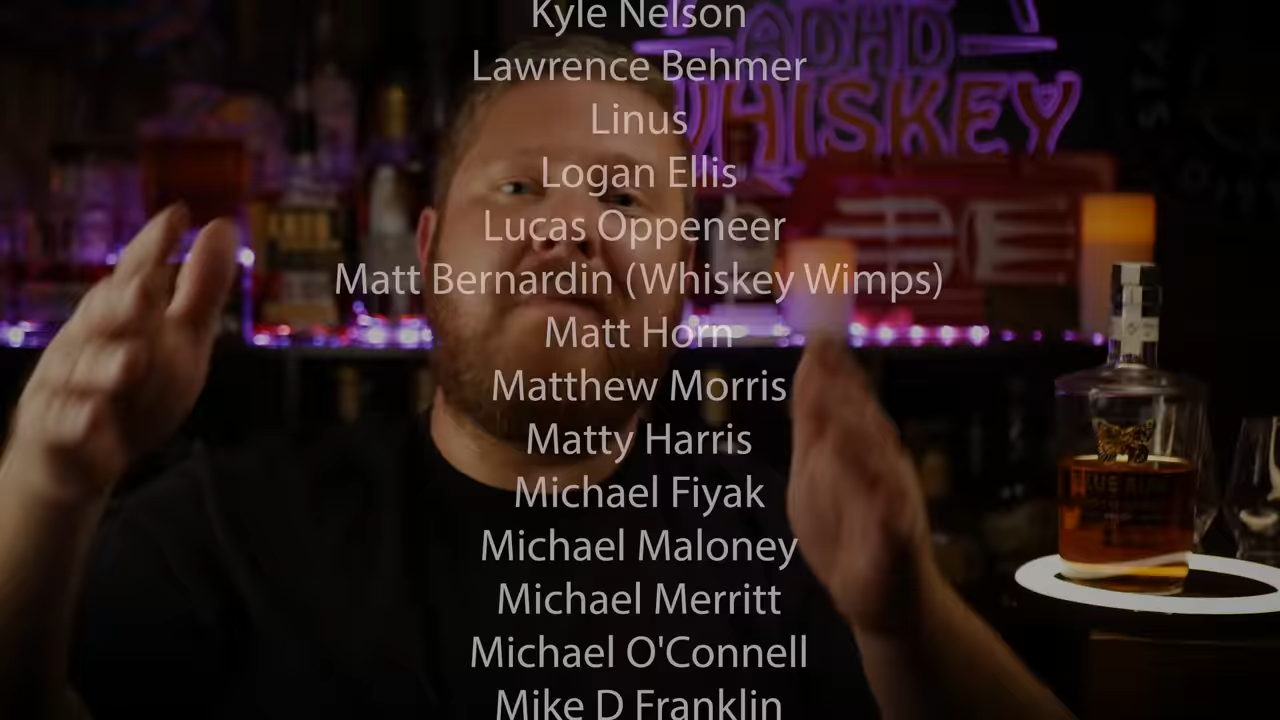 Kyle Nelson
ADHD
WHISKEY
Lawrence Behmer
Linus
Logan Ellis
Lucas Oppeneer
Matt Bernardin (Whiskey Wimps)
Matt Horn
Matthew Morris
Matty Harris
Michael Fiyak
Michael Maloney
Michael Merritt
Michael O'Connell
Mike D Franklin